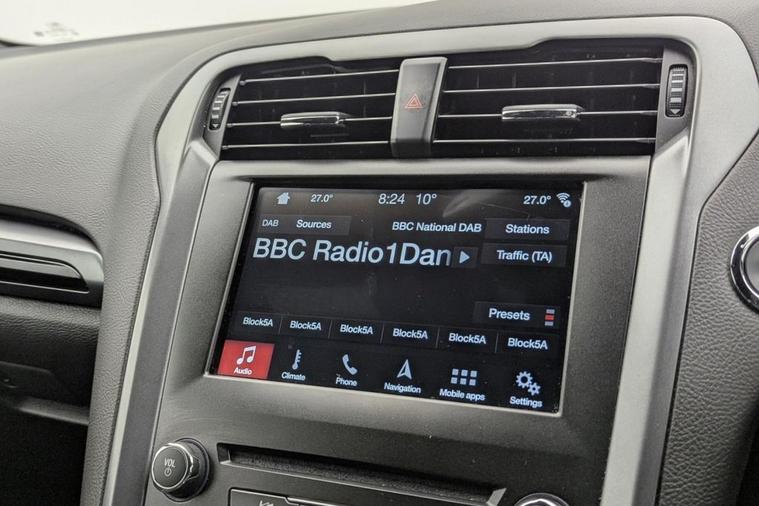 27.0° 8:24 10° 27.0°
DAB Sources BBC National DAB Stations
BBC Radio1Dan Traffic (TA)
Presets
Block5A Block5A Block5A Block5A Block5A Block5A
Audio Climate Phone Navigation Mobile apps Settings
VOL